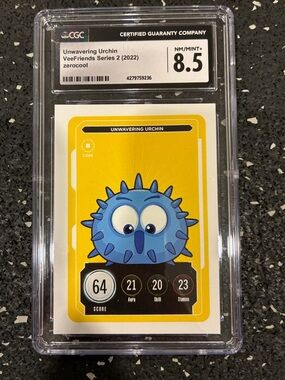 CGC
CERTIFIED GUARANTY COMPANY
Unwavering Urchin
VeeFriends Series 2 (2022)
zerocool
4279759236
NM/MINT+
8.5
UNWAVERING URCHIN
CORE
64
SCORE
21
Aura
20
Skill
23
Stamina